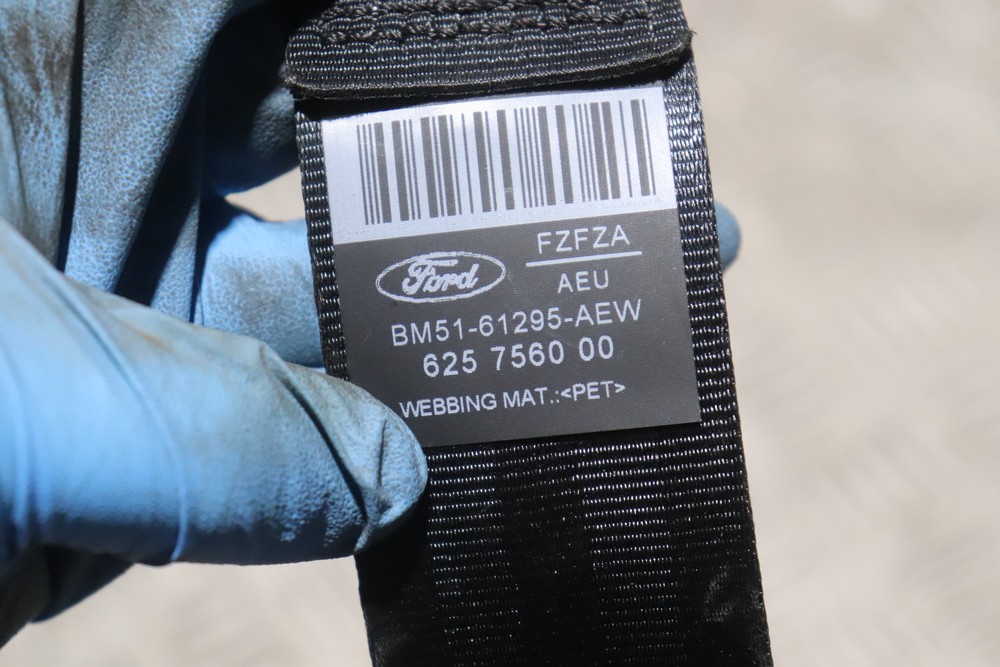 Ford
FZFZA
AEU
BM51-61295-AEW
625 7560 00
WEBBING MAT.:<PET>